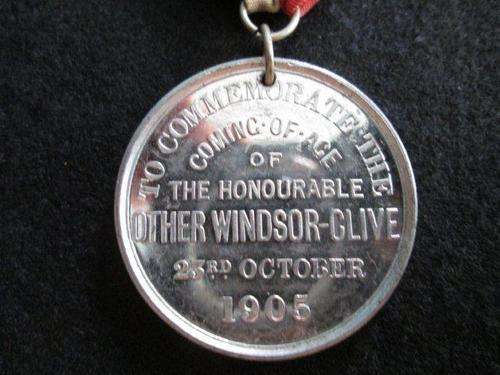 TO COMMEMORATE THE
COMING·OF·AGE
OF
THE HONOURABLE
OTHER WINDSOR-CLIVE
23RD OCTOBER
1905